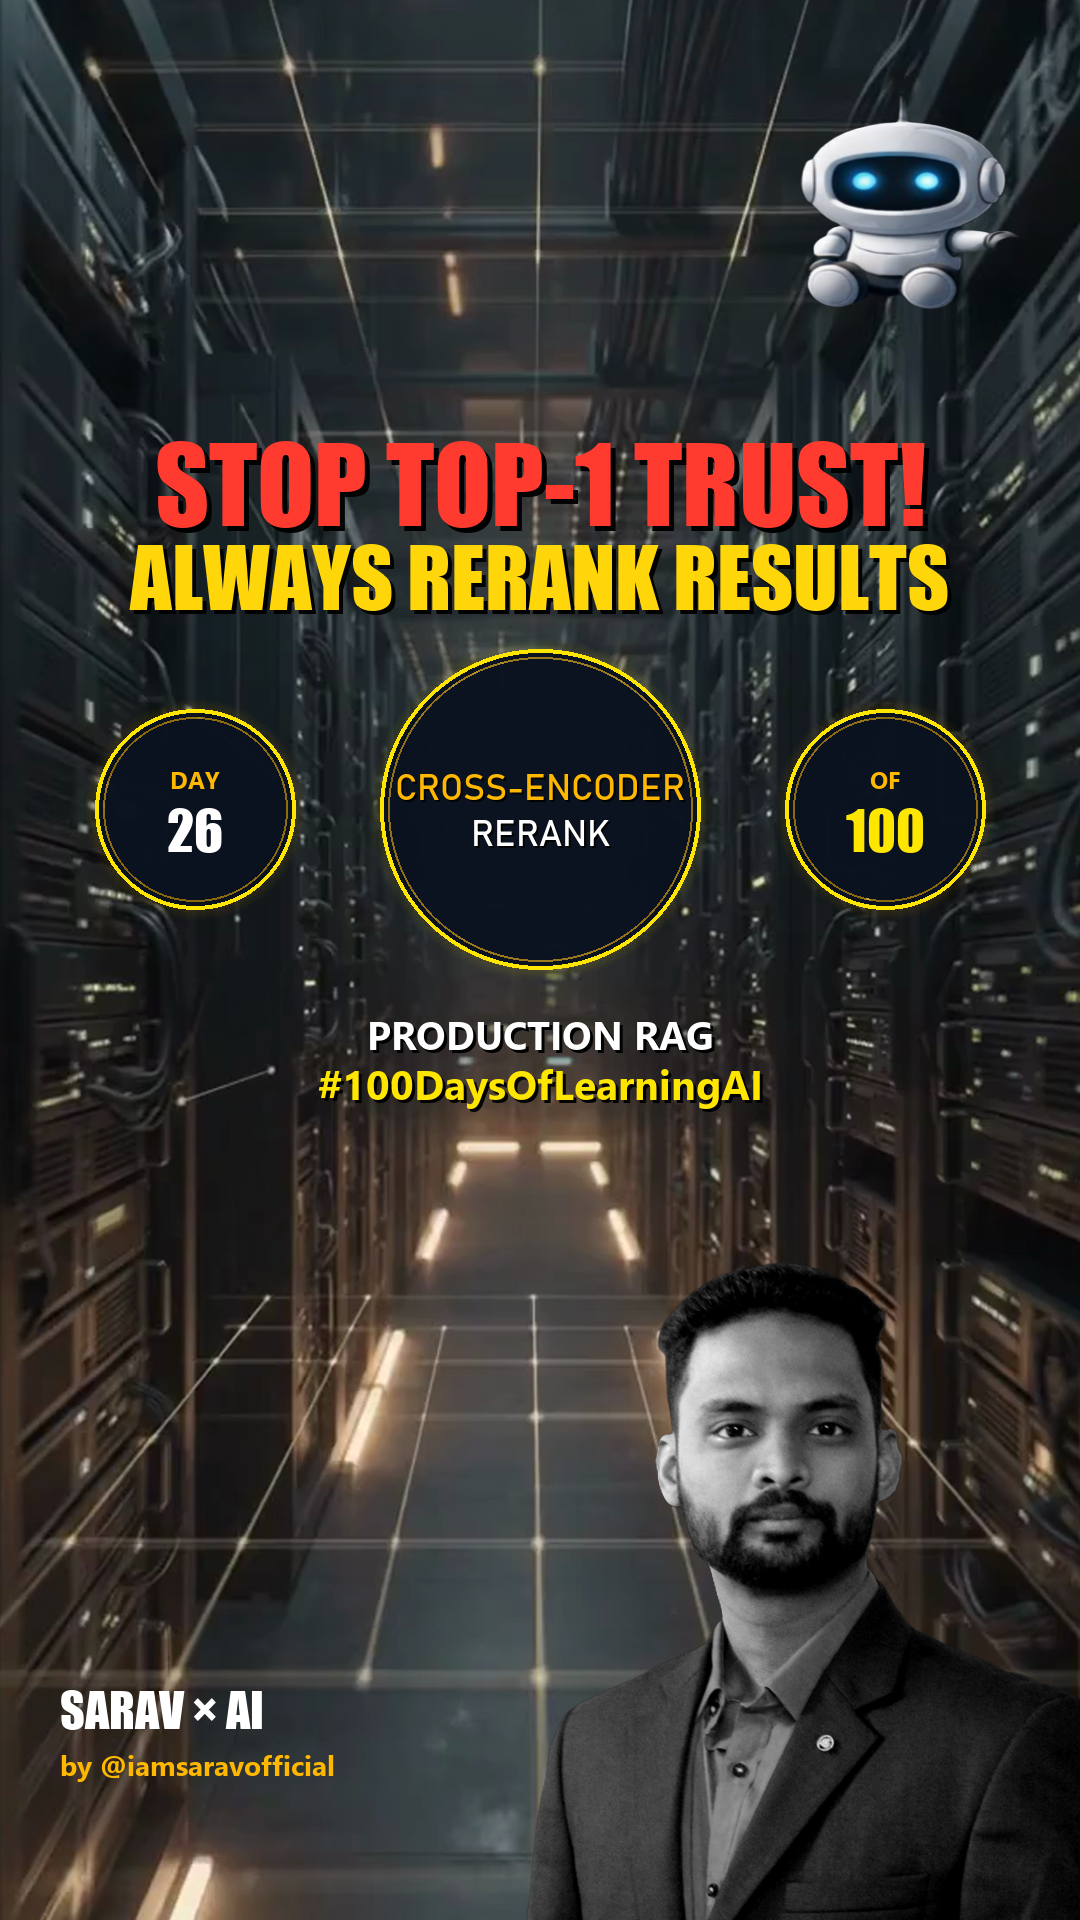 STOP TOP-1 TRUST!
ALWAYS RERANK RESULTS
DAY
26
CROSS-ENCODER
RERANK
OF
100
PRODUCTION RAG
#100DaysOfLearningAI
SARAV × AI
by @iamsaravofficial